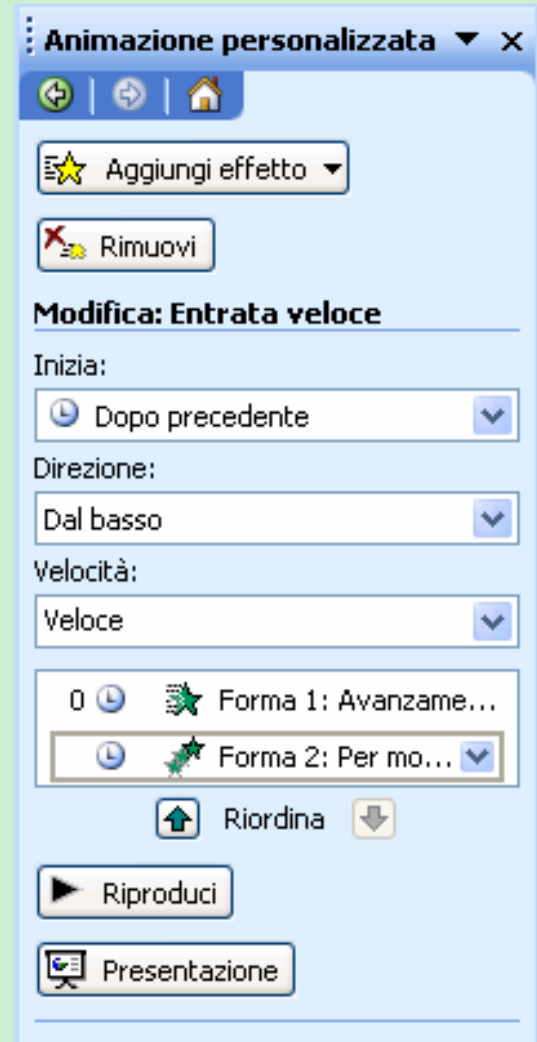 Animazione personalizzata
Aggiungi effetto
Rimuovi
Modifica: Entrata veloce
Inizia:
Dopo precedente
Direzione:
Dal basso
Velocità:
Veloce
0 Forma 1: Avanzame...
Forma 2: Per mo...
Riordina
Riproduci
Presentazione